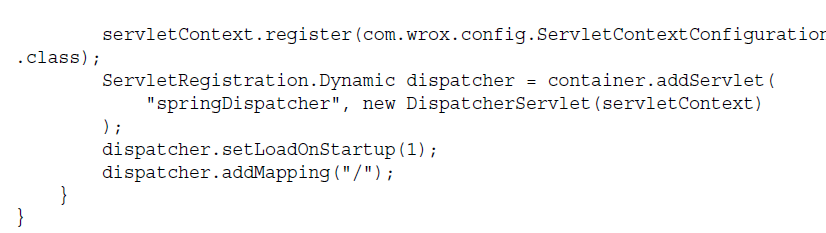 servletContext.register(com.wrox.config.ServletContextConfiguration
.class);
ServletRegistration.Dynamic dispatcher = container.addServlet(
"springDispatcher", new DispatcherServlet(servletContext)
);
dispatcher.setLoadOnStartup(1);
dispatcher.addMapping("/");
}
}